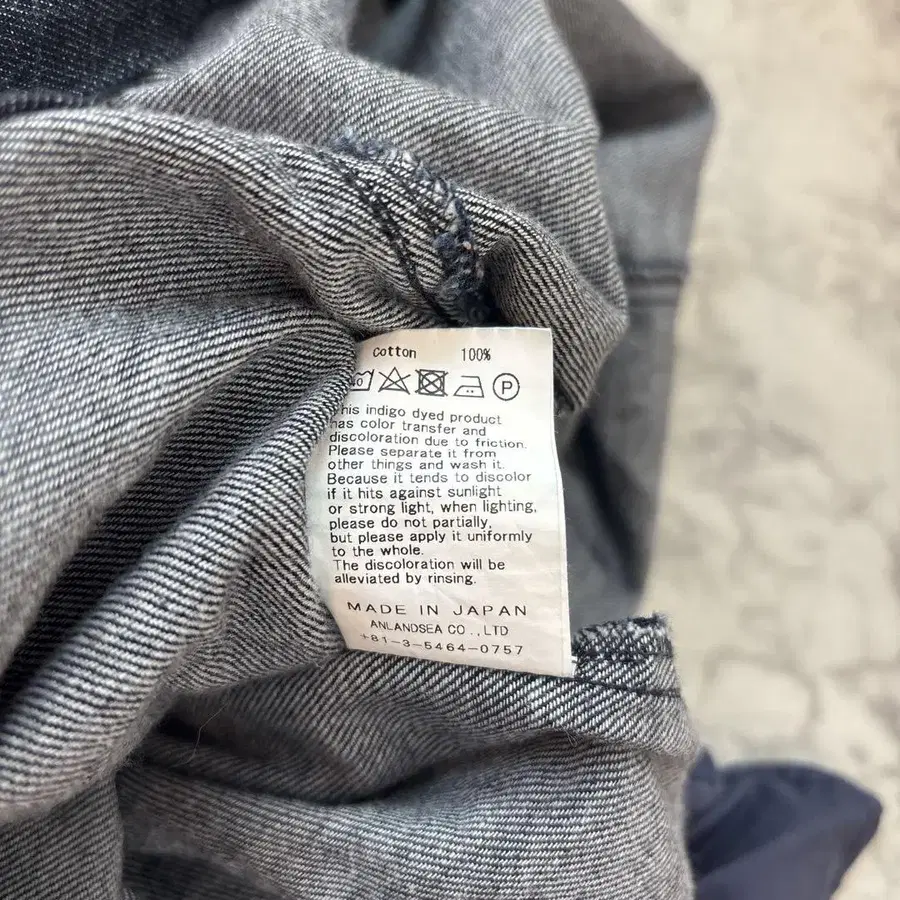 Cotton 100%
40 P
This indigo dyed product
has color transfer and
discoloration due to friction.
Please separate it from
other things and wash it.
Because it tends to discolor
if it hits against sunlight
or strong light, when lighting,
please do not partially,
but please apply it uniformly
to the whole.
The discoloration will be
alleviated by rinsing.
MADE IN JAPAN
ANLANDSEA CO.,LTD
+81-3-5464-0757